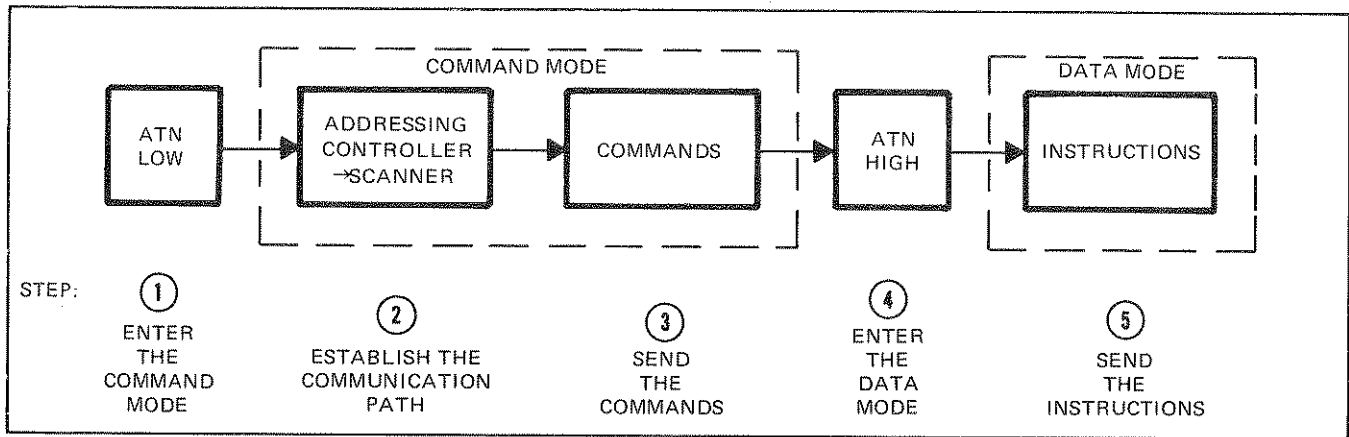 COMMAND MODE
DATA MODE
ATN
LOW
ADDRESSING
CONTROLLER
→SCANNER
COMMANDS
ATN
HIGH
INSTRUCTIONS
STEP:
1
ENTER
THE
COMMAND
MODE
2
ESTABLISH THE
COMMUNICATION
PATH
3
SEND
THE
COMMANDS
4
ENTER
THE
DATA
MODE
5
SEND
THE
INSTRUCTIONS